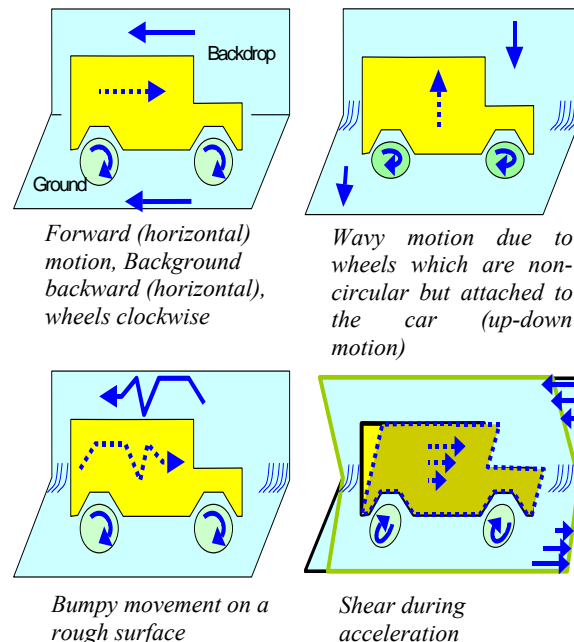 Backdrop
Ground
Forward (horizontal)
motion, Background
backward (horizontal),
wheels clockwise
Wavy motion due to
wheels which are non-
circular but attached to
the car (up-down
motion)
Bumpy movement on a
rough surface
Shear during
acceleration